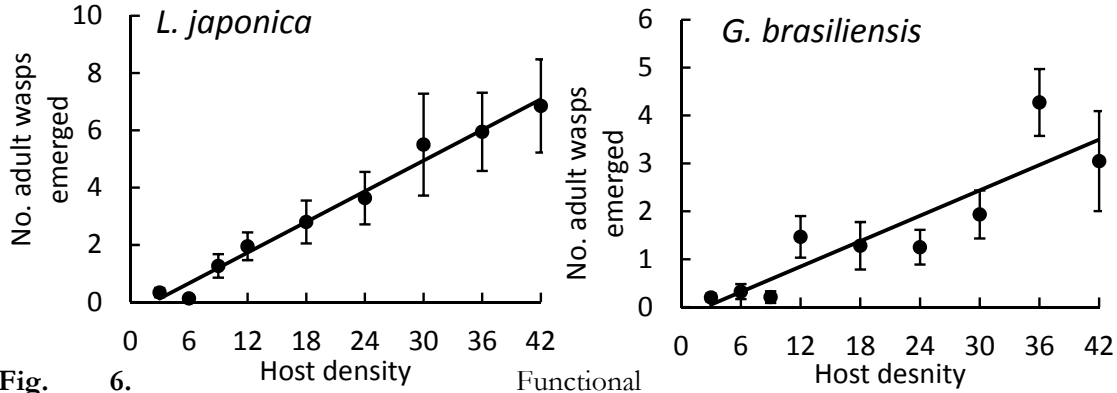 L. japonica
No. adult wasps
emerged
10
8
6
4
2
0
0 6 12 18 24 30 36 42
Host density
G. brasiliensis
No. adult wasps
emerged
6
5
4
3
2
1
0
0 6 12 18 24 30 36 42
Host desnity
Fig. 6. Functional